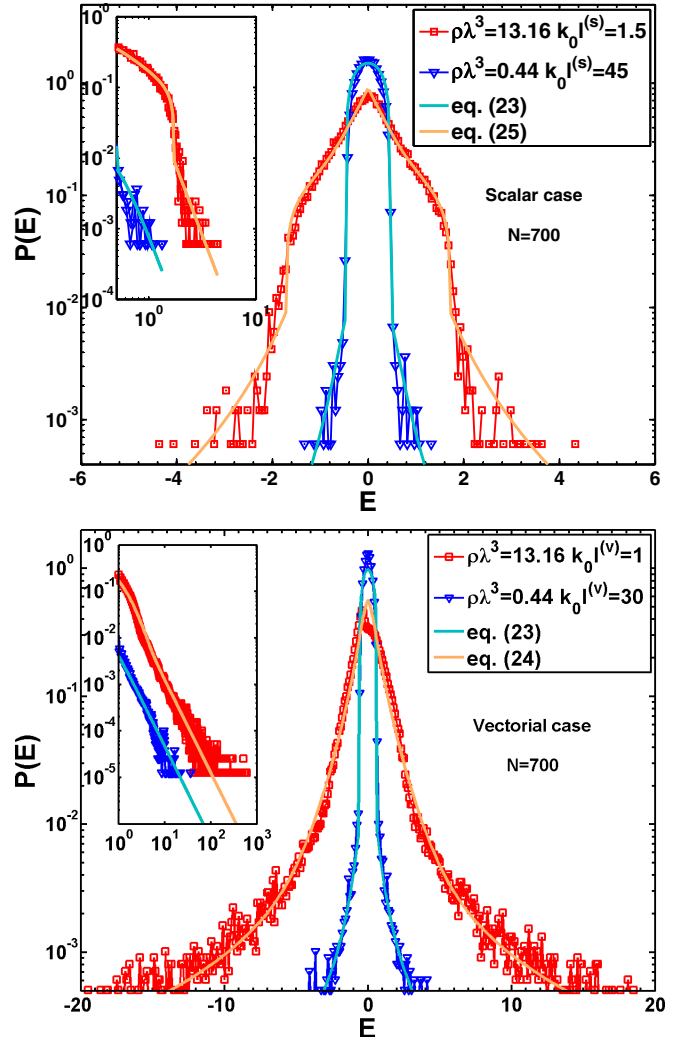 10⁰
10⁻¹
10⁻²
10⁻³
10⁻⁴
10⁰
10¹
ρλ³=13.16 k₀l⁽ˢ⁾=1.5
ρλ³=0.44 k₀l⁽ˢ⁾=45
eq. (23)
eq. (25)
Scalar case
N=700
10⁰
10⁻¹
10⁻²
10⁻³
P(E)
-6
-4
-2
0
2
4
6
E
10⁰
10⁻¹
10⁻²
10⁻³
10⁻⁴
10⁻⁵
10⁰
10¹
10²
10³
ρλ³=13.16 k₀l⁽ᵛ⁾=1
ρλ³=0.44 k₀l⁽ᵛ⁾=30
eq. (23)
eq. (24)
Vectorial case
N=700
10⁰
10⁻¹
10⁻²
10⁻³
P(E)
-20
-10
0
10
20
E